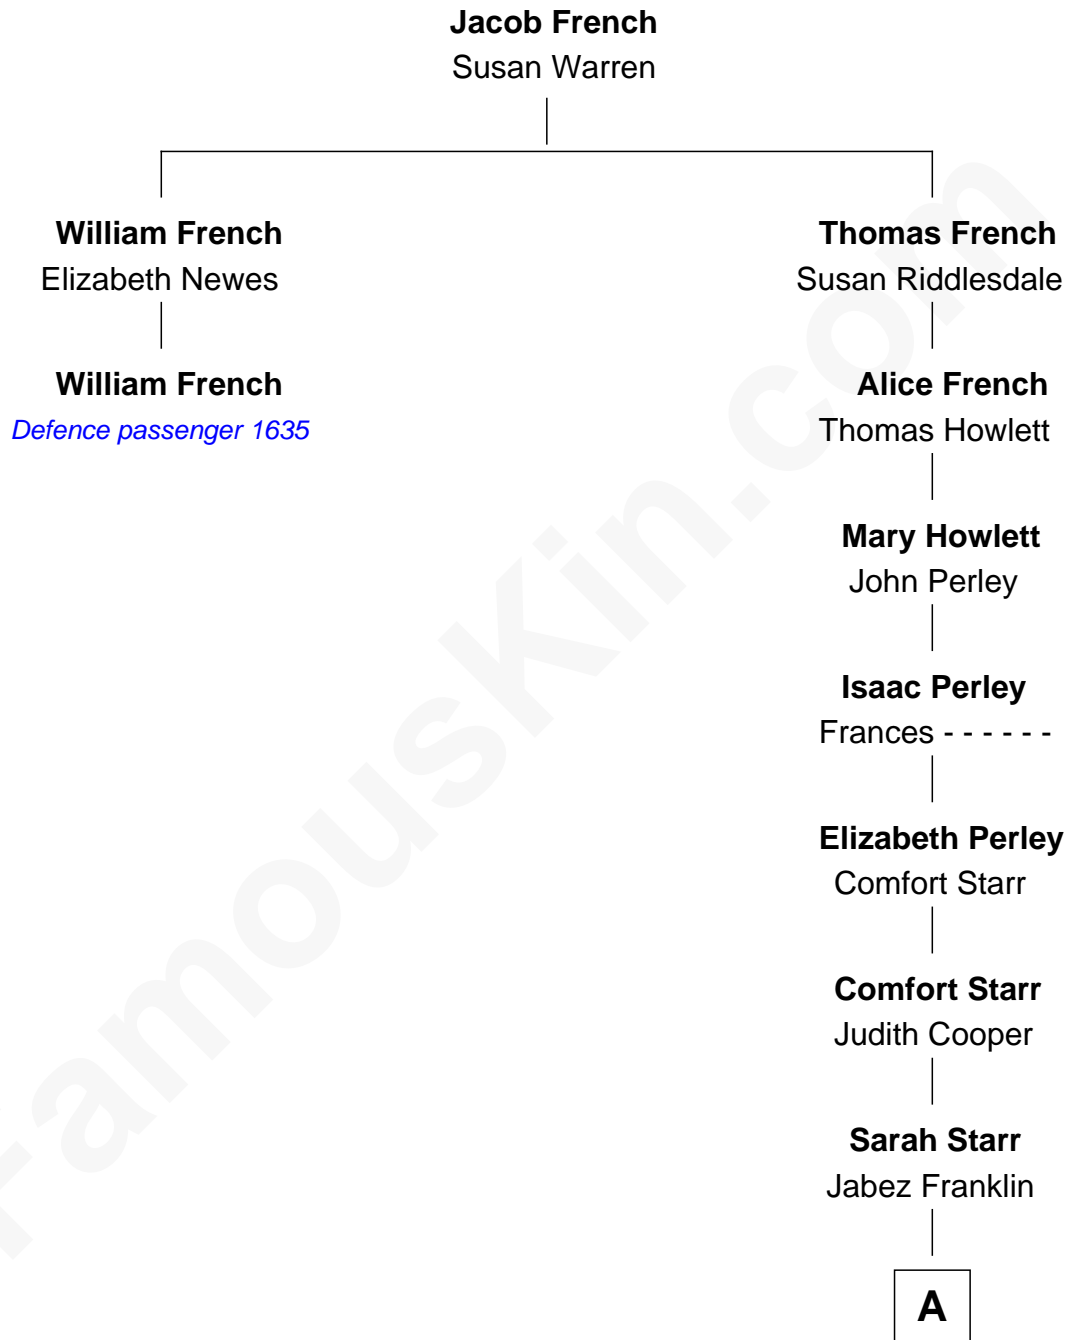 Jacob French
Susan Warren
William French
Elizabeth Newes
William French
Defence passenger 1635
Thomas French
Susan Riddlesdale
Alice French
Thomas Howlett
Mary Howlett
John Perley
Isaac Perley
Frances - - - - - -
Elizabeth Perley
Comfort Starr
Comfort Starr
Judith Cooper
Sarah Starr
Jabez Franklin
A
FamousKin.com